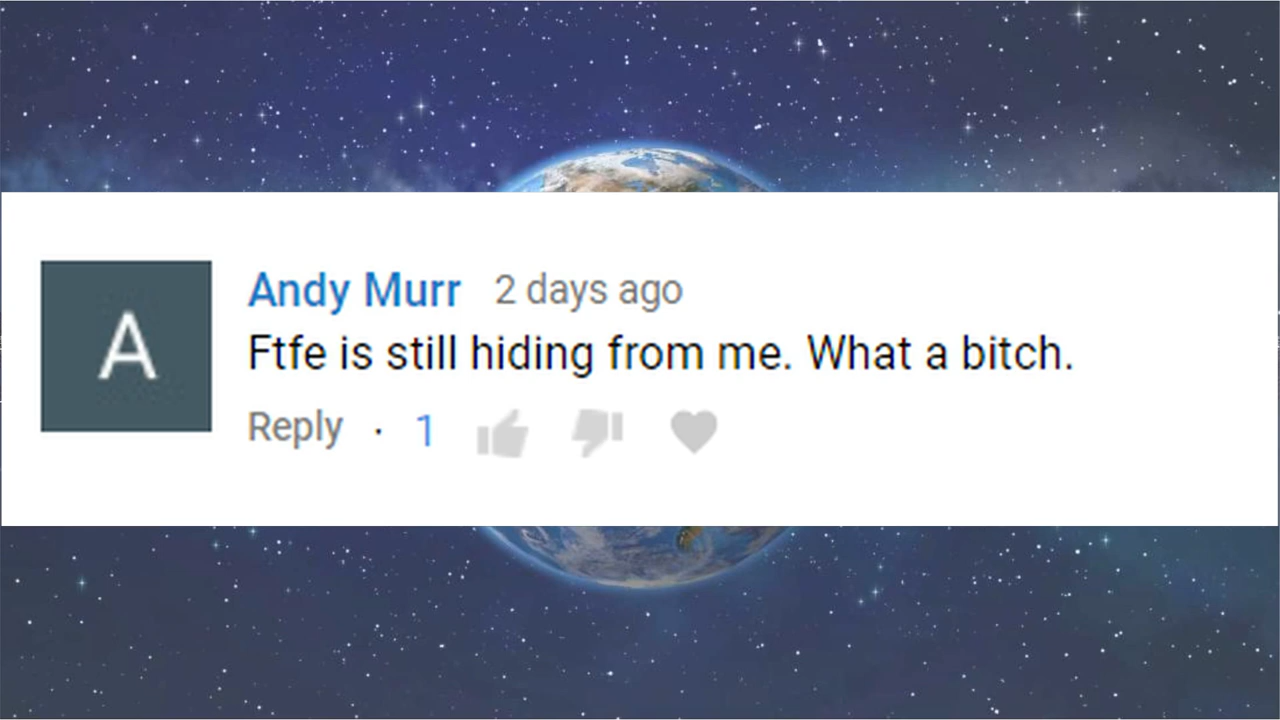 A
Andy Murr 2 days ago
Ftfe is still hiding from me. What a bitch.
Reply · 1